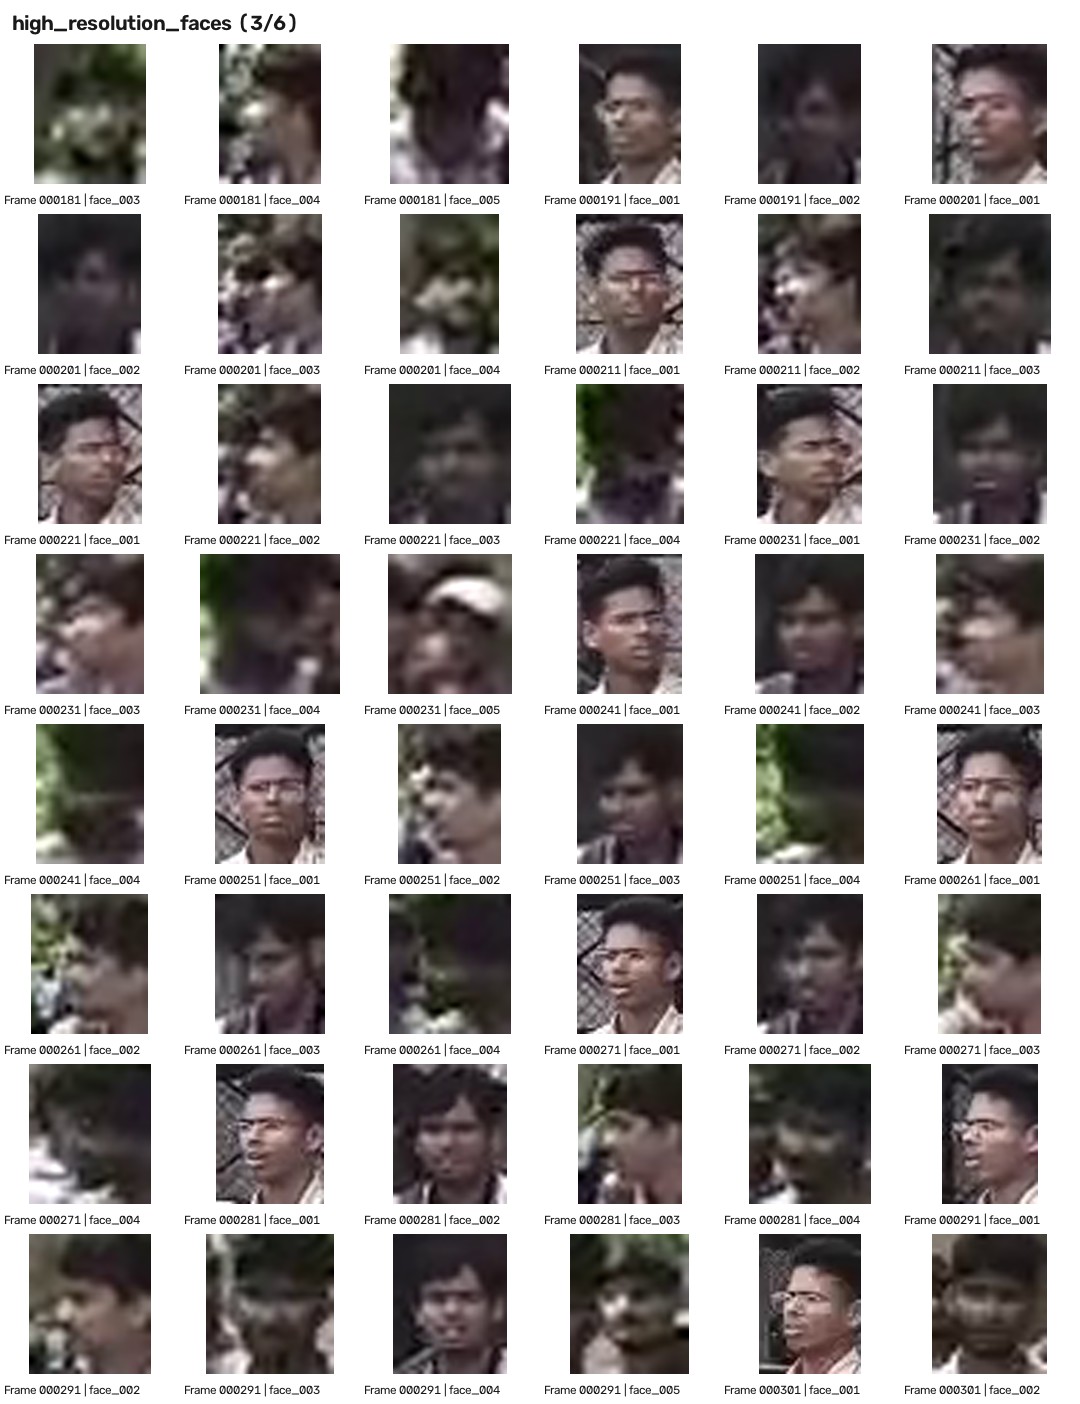 high_resolution_faces (3/6)
Frame 000181 | face_003
Frame 000181 | face_004
Frame 000181 | face_005
Frame 000191 | face_001
Frame 000191 | face_002
Frame 000201 | face_001
Frame 000201 | face_002
Frame 000201 | face_003
Frame 000201 | face_004
Frame 000211 | face_001
Frame 000211 | face_002
Frame 000211 | face_003
Frame 000221 | face_001
Frame 000221 | face_002
Frame 000221 | face_003
Frame 000221 | face_004
Frame 000231 | face_001
Frame 000231 | face_002
Frame 000231 | face_003
Frame 000231 | face_004
Frame 000231 | face_005
Frame 000241 | face_001
Frame 000241 | face_002
Frame 000241 | face_003
Frame 000241 | face_004
Frame 000251 | face_001
Frame 000251 | face_002
Frame 000251 | face_003
Frame 000251 | face_004
Frame 000261 | face_001
Frame 000261 | face_002
Frame 000261 | face_003
Frame 000261 | face_004
Frame 000271 | face_001
Frame 000271 | face_002
Frame 000271 | face_003
Frame 000271 | face_004
Frame 000281 | face_001
Frame 000281 | face_002
Frame 000281 | face_003
Frame 000281 | face_004
Frame 000291 | face_001
Frame 000291 | face_002
Frame 000291 | face_003
Frame 000291 | face_004
Frame 000291 | face_005
Frame 000301 | face_001
Frame 000301 | face_002